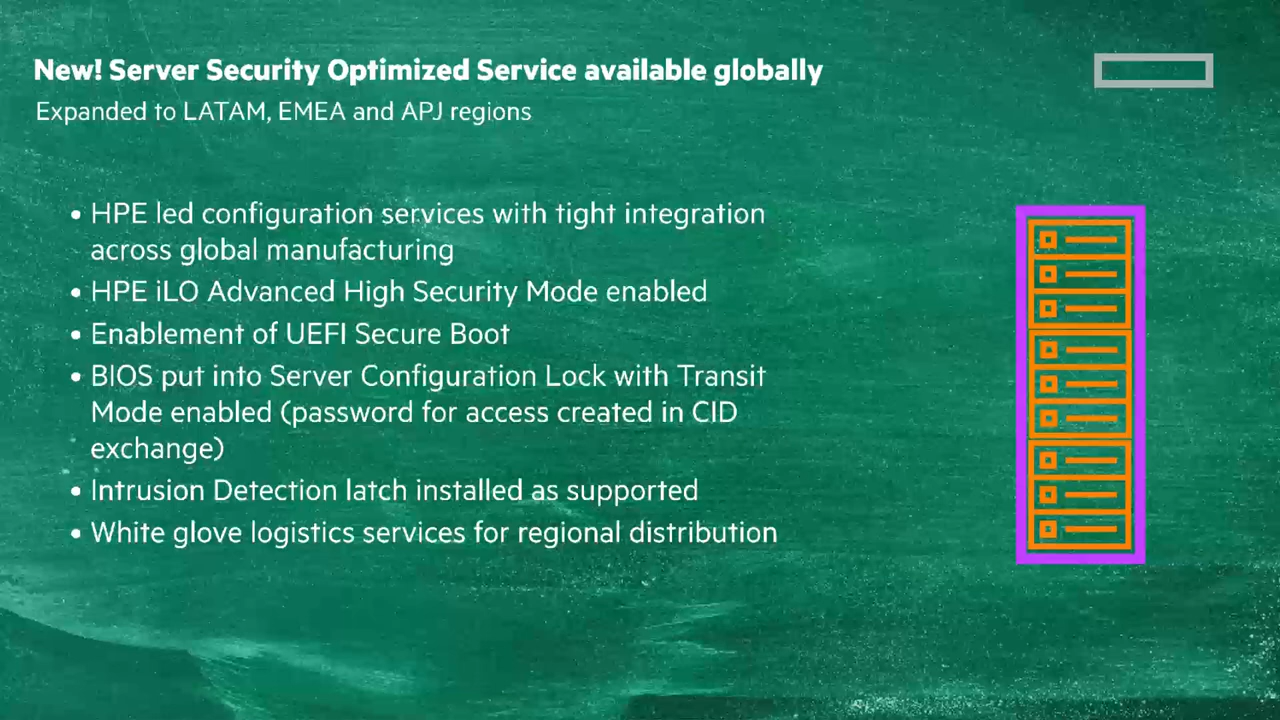 New! Server Security Optimized Service available globally
Expanded to LATAM, EMEA and APJ regions
• HPE led configuration services with tight integration
across global manufacturing
• HPE iLO Advanced High Security Mode enabled
• Enablement of UEFI Secure Boot
• BIOS put into Server Configuration Lock with Transit
Mode enabled (password for access created in CID
exchange)
• Intrusion Detection latch installed as supported
• White glove logistics services for regional distribution